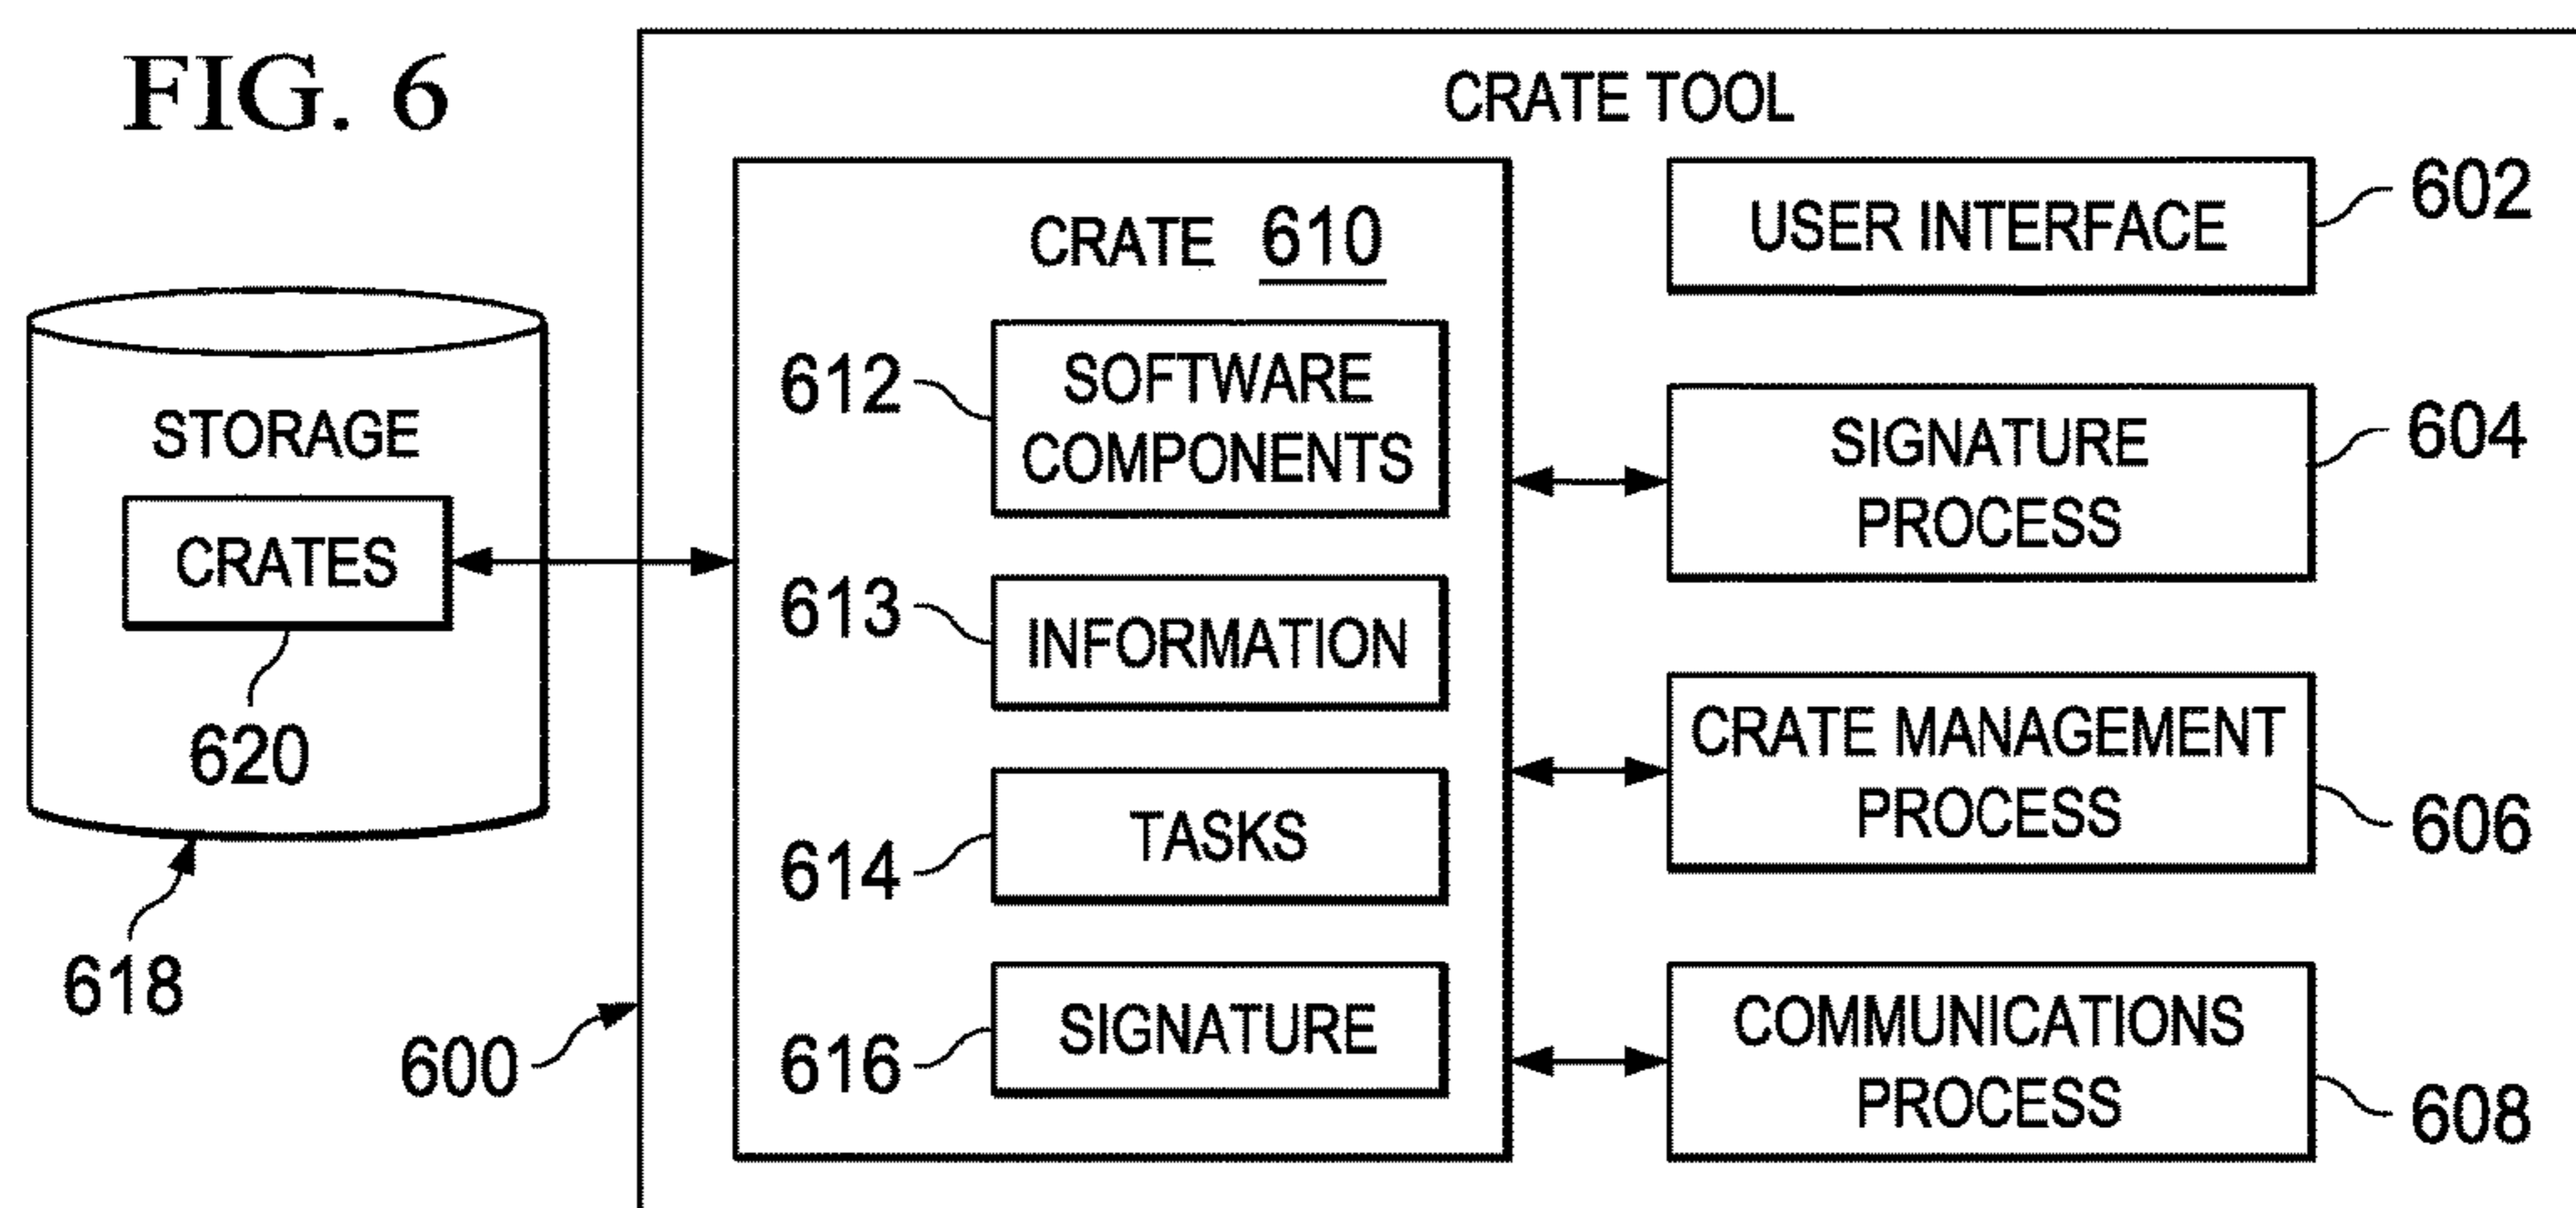 FIG. 6
CRATE TOOL
STORAGE
CRATES
620
618
600
CRATE 610
612
SOFTWARE
COMPONENTS
613
INFORMATION
614
TASKS
616
SIGNATURE
USER INTERFACE
602
SIGNATURE
PROCESS
604
CRATE MANAGEMENT
PROCESS
606
COMMUNICATIONS
PROCESS
608